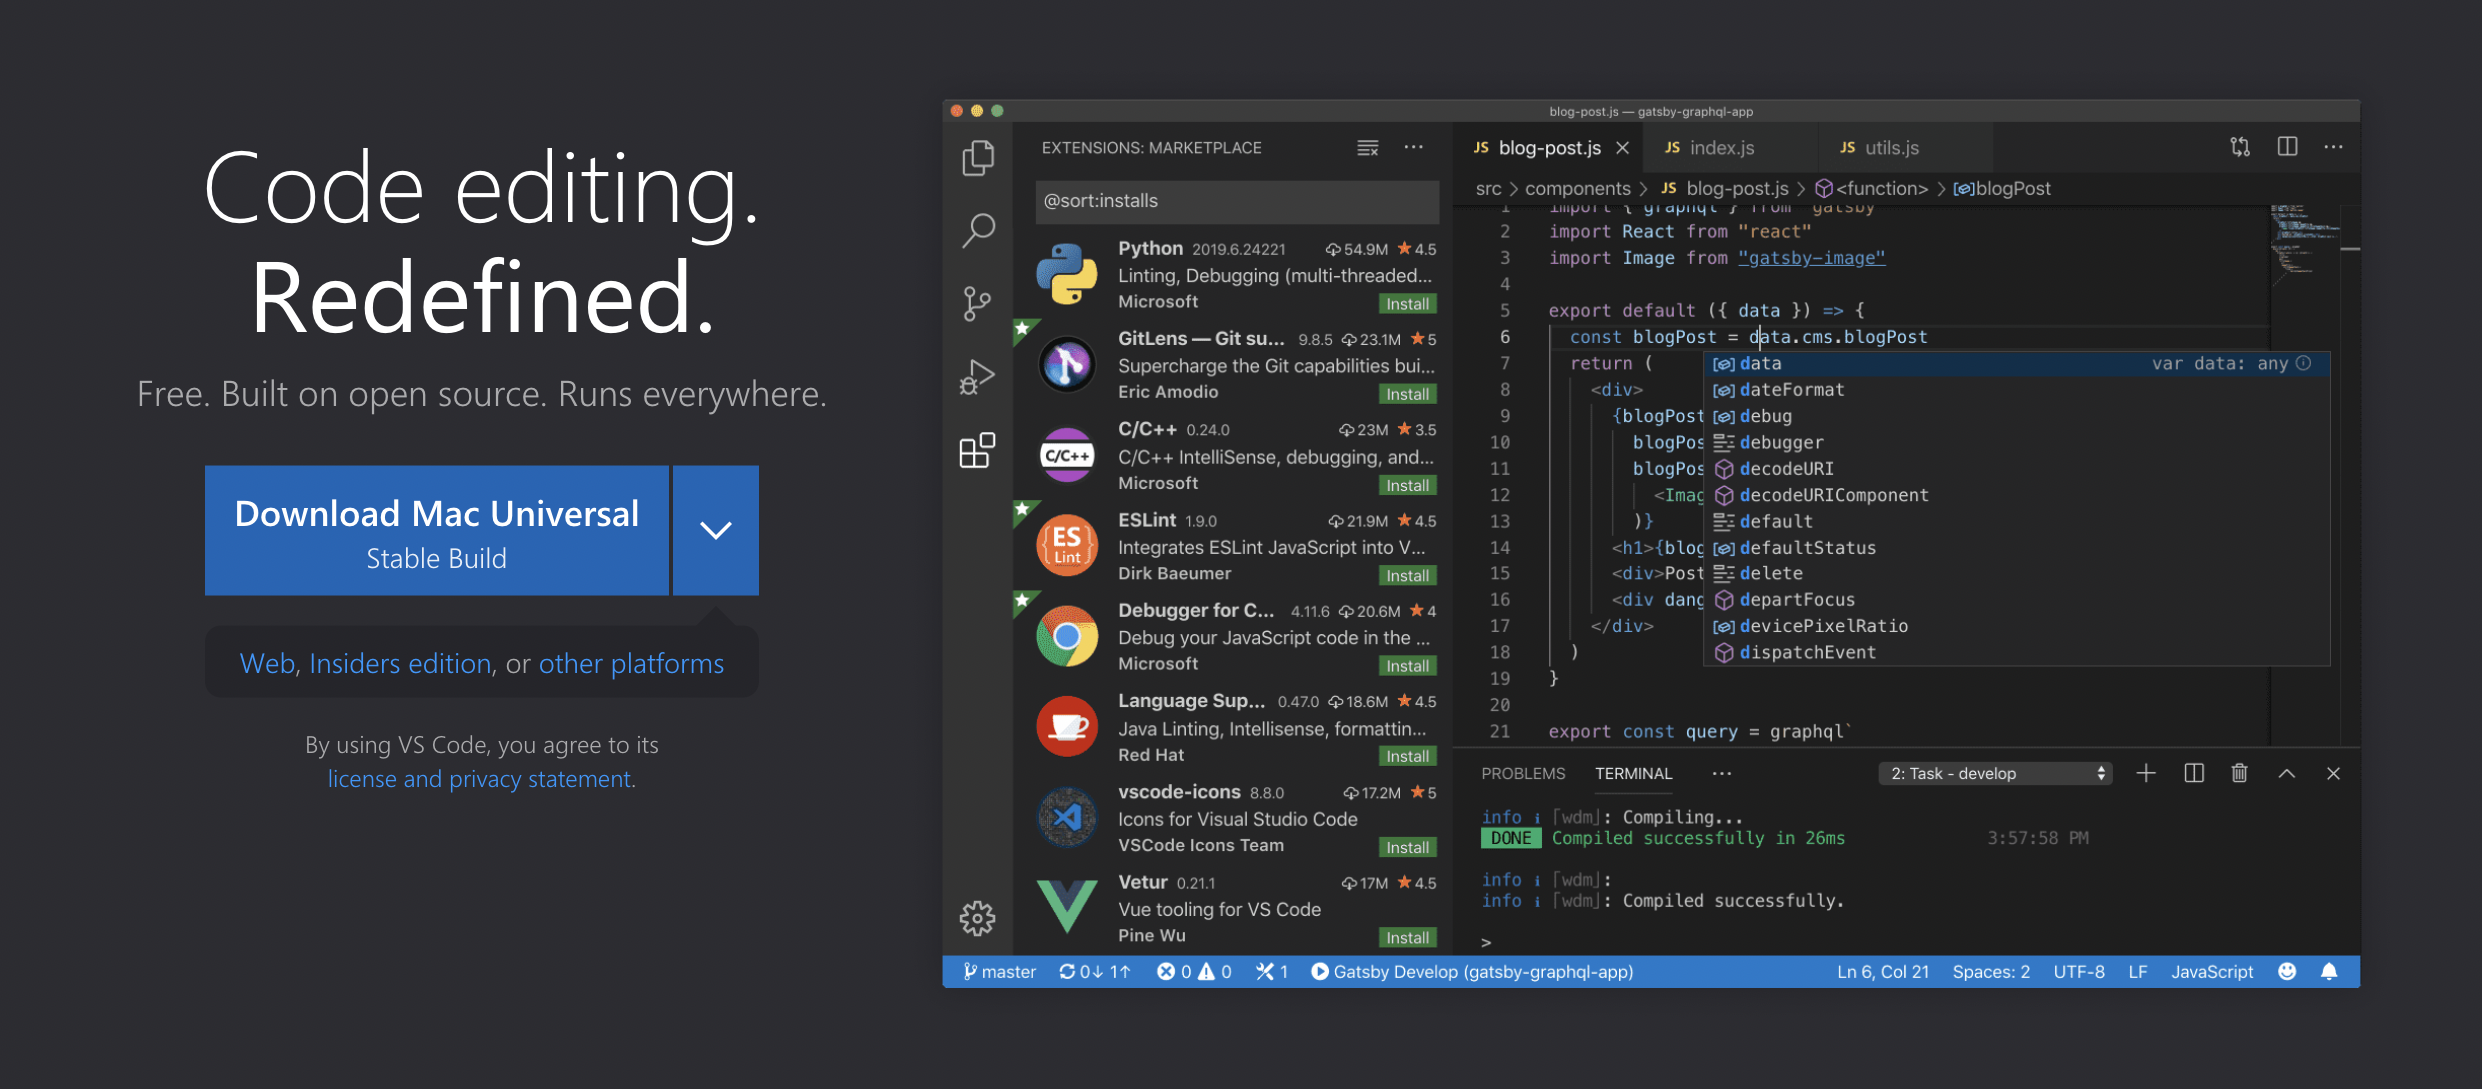 Code editing.
Redefined.
Free. Built on open source. Runs everywhere.
Download Mac Universal
Stable Build
Web, Insiders edition, or other platforms
By using VS Code, you agree to its
license and privacy statement.
blog-post.js — gatsby-graphql-app
EXTENSIONS: MARKETPLACE
@sort:installs
Python 2019.6.24221 54.9M 4.5
Linting, Debugging (multi-threaded...
Microsoft Install
GitLens — Git su... 9.8.5 23.1M 5
Supercharge the Git capabilities bui...
Eric Amodio Install
C/C++
C/C++ 0.24.0 23M 3.5
C/C++ IntelliSense, debugging, and...
Microsoft Install
ES
Lint
ESLint 1.9.0 21.9M 4.5
Integrates ESLint JavaScript into V...
Dirk Baeumer Install
Debugger for C... 4.11.6 20.6M 4
Debug your JavaScript code in the ...
Microsoft Install
Language Sup... 0.47.0 18.6M 4.5
Java Linting, Intellisense, formattin...
Red Hat Install
vscode-icons 8.8.0 17.2M 5
Icons for Visual Studio Code
VSCode Icons Team Install
Vetur 0.21.1 17M 4.5
Vue tooling for VS Code
Pine Wu Install
JS blog-post.js JS index.js JS utils.js
src > components > JS blog-post.js > <function> > blogPost
1 import { graphql } from "gatsby"
2 import React from "react"
3 import Image from "gatsby-image"
4
5 export default ({ data }) => {
6 const blogPost = data.cms.blogPost
7 return (
8 <div>
9 {blogPost
10 blogPos
11 blogPos
12 <Imag
13 )}
14 <h1>{blog
15 <div>Post
16 <div dang
17 </div>
18 )
19 }
20
21 export const query = graphql`
data var data: any
dateFormat
debug
debugger
decodeURI
decodeURIComponent
default
defaultStatus
delete
departFocus
devicePixelRatio
dispatchEvent
PROBLEMS TERMINAL ... 2: Task - develop
info i ⌈wdm⌋: Compiling...
DONE Compiled successfully in 26ms 3:57:58 PM
info i ⌈wdm⌋:
info i ⌈wdm⌋: Compiled successfully.
>
master 0↓ 1↑ 0 0 1 Gatsby Develop (gatsby-graphql-app) Ln 6, Col 21 Spaces: 2 UTF-8 LF JavaScript